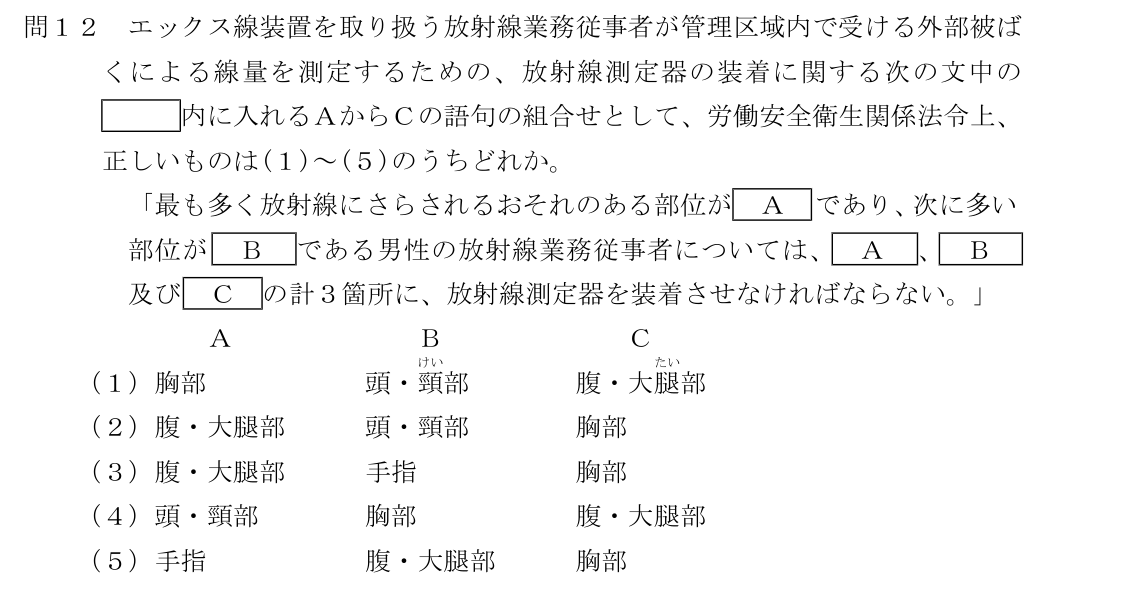 問１２　エックス線装置を取り扱う放射線業務従事者が管理区域内で受ける外部被ば
くによる線量を測定するための、放射線測定器の装着に関する次の文中の
内に入れるＡからＣの語句の組合せとして、労働安全衛生関係法令上、
正しいものは(１)～(５)のうちどれか。
「最も多く放射線にさらされるおそれのある部位が Ａ であり、次に多い
部位が Ｂ である男性の放射線業務従事者については、 Ａ 、 Ｂ
及び Ｃ の計３箇所に、放射線測定器を装着させなければならない。」
Ａ　Ｂ　Ｃ
けい　たい
(１) 胸部　頭・頸部　腹・大腿部
(２) 腹・大腿部　頭・頸部　胸部
(３) 腹・大腿部　手指　胸部
(４) 頭・頸部　胸部　腹・大腿部
(５) 手指　腹・大腿部　胸部